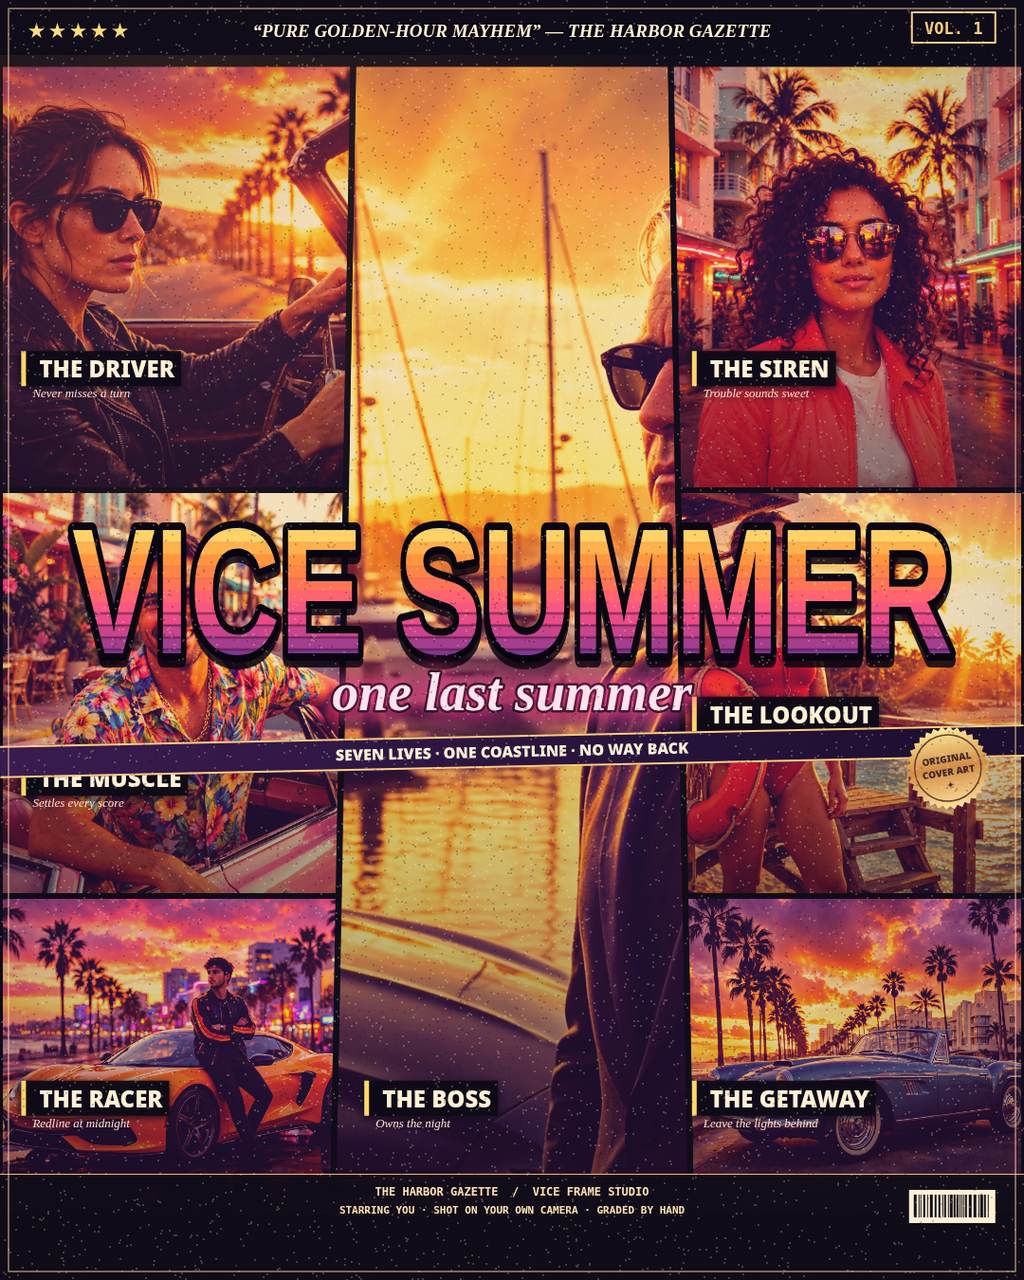 ★★★★★
“PURE GOLDEN-HOUR MAYHEM” — THE HARBOR GAZETTE
VOL. 1
THE DRIVER
Never misses a turn
THE SIREN
Trouble sounds sweet
VICE SUMMER
one last summer
THE LOOKOUT
SEVEN LIVES · ONE COASTLINE · NO WAY BACK
ORIGINAL
COVER ART
THE MUSCLE
Settles every score
THE RACER
Redline at midnight
THE BOSS
Owns the night
THE GETAWAY
Leave the lights behind
THE HARBOR GAZETTE / VICE FRAME STUDIO
STARRING YOU · SHOT ON YOUR OWN CAMERA · GRADED BY HAND